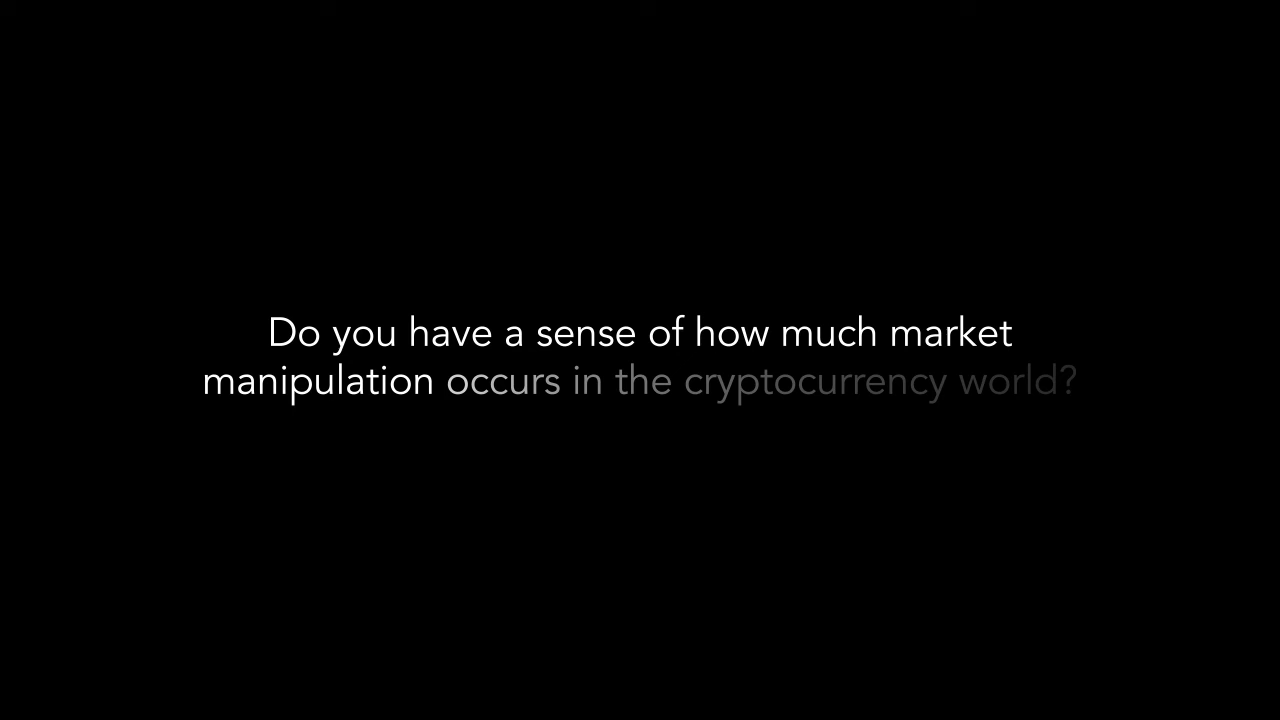 Do you have a sense of how much market
manipulation occurs in the cryptocurrency world?